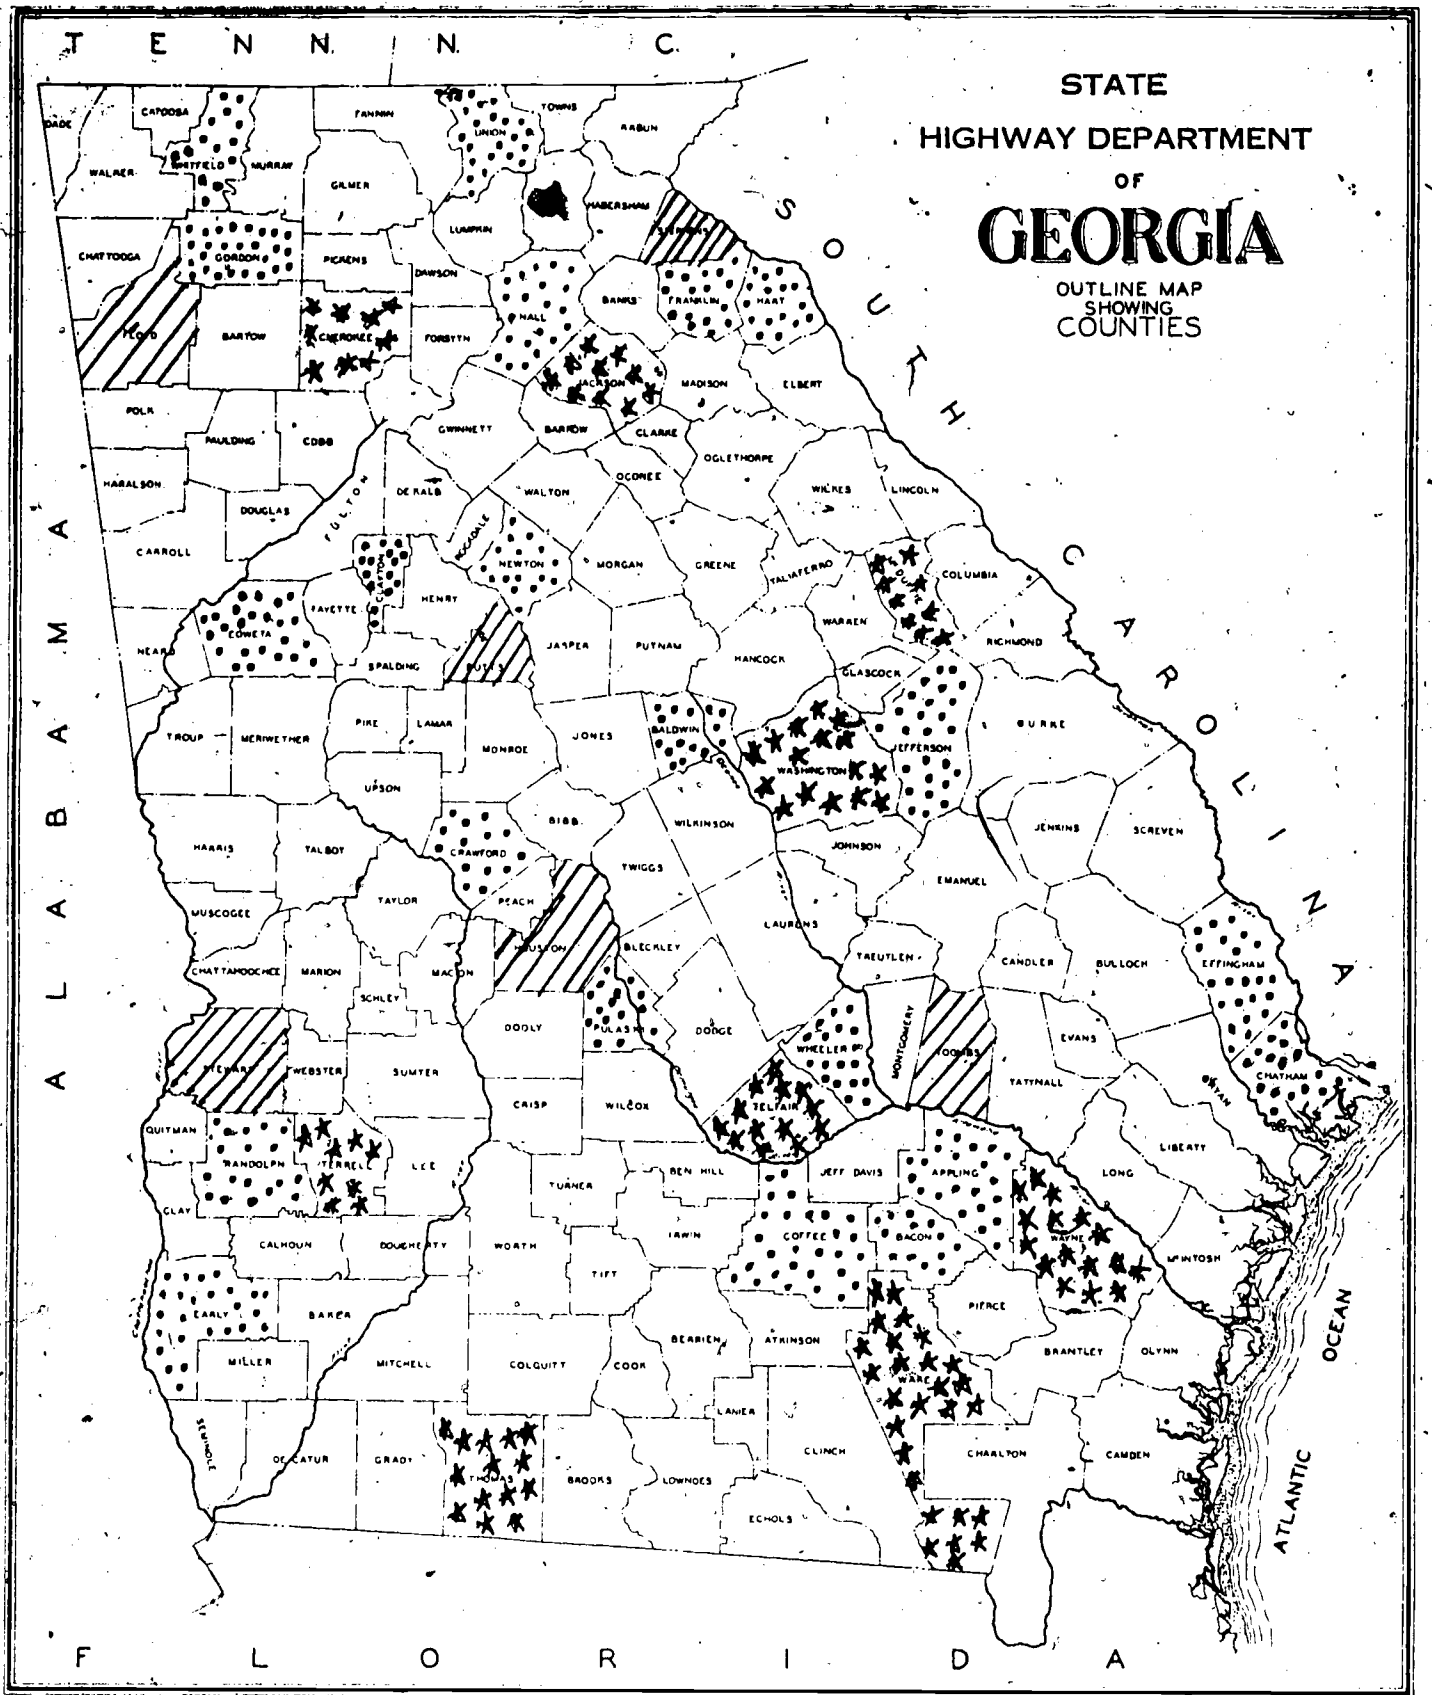 T E N N. N. C.
STATE
HIGHWAY DEPARTMENT
OF
GEORGIA
OUTLINE MAP
SHOWING
COUNTIES
SOUTH CAROLINA
ALABAMA
FLORIDA
ATLANTIC OCEAN
DADE
CATOOSA
WHITFIELD
MURRAY
FANNIN
UNION
TOWNS
RABUN
WALKER
GILMER
LUMPKIN
HABERSHAM
CHATTOOGA
GORDON
PICKENS
DAWSON
HALL
BANKS
FRANKLIN
HART
FLOYD
BARTOW
CHEROKEE
FORSYTH
JACKSON
MADISON
ELBERT
POLK
PAULDING
COBB
GWINNETT
BARROW
CLARKE
OGLETHORPE
HARALSON
DOUGLAS
FULTON
DE KALB
WALTON
OCONEE
WILKES
LINCOLN
CARROLL
CLAYTON
ROCKDALE
NEWTON
MORGAN
GREENE
TALIAFERRO
COLUMBIA
HEARD
COWETA
FAYETTE
HENRY
SPALDING
BUTTS
JASPER
PUTNAM
HANCOCK
WARREN
GLASCOCK
RICHMOND
TROUP
MERIWETHER
PIKE
LAMAR
MONROE
JONES
BALDWIN
WASHINGTON
JEFFERSON
BURKE
UPSON
HARRIS
TALBOT
CRAWFORD
BIBB
TWIGGS
WILKINSON
JOHNSON
EMANUEL
JENKINS
SCREVEN
MUSCOGEE
TAYLOR
PEACH
HOUSTON
BLECKLEY
LAURENS
TREUTLEN
CANDLER
BULLOCH
EFFINGHAM
CHATTAHOOCHEE
MARION
SCHLEY
MACON
DOOLY
PULASKI
DODGE
WHEELER
MONTGOMERY
TOOMBS
TATTNALL
EVANS
BRYAN
CHATHAM
STEWART
WEBSTER
SUMTER
CRISP
WILCOX
TELFAIR
QUITMAN
RANDOLPH
TERRELL
LEE
TURNER
BEN HILL
JEFF DAVIS
APPLING
LONG
LIBERTY
CLAY
CALHOUN
DOUGHERTY
WORTH
IRWIN
COFFEE
BACON
WAYNE
McINTOSH
EARLY
BAKER
TIFT
PIERCE
MILLER
MITCHELL
COLQUITT
COOK
BERRIEN
ATKINSON
WARE
BRANTLEY
GLYNN
SEMINOLE
DECATUR
GRADY
THOMAS
BROOKS
LANIER
LOWNDES
CLINCH
ECHOLS
CHARLTON
CAMDEN